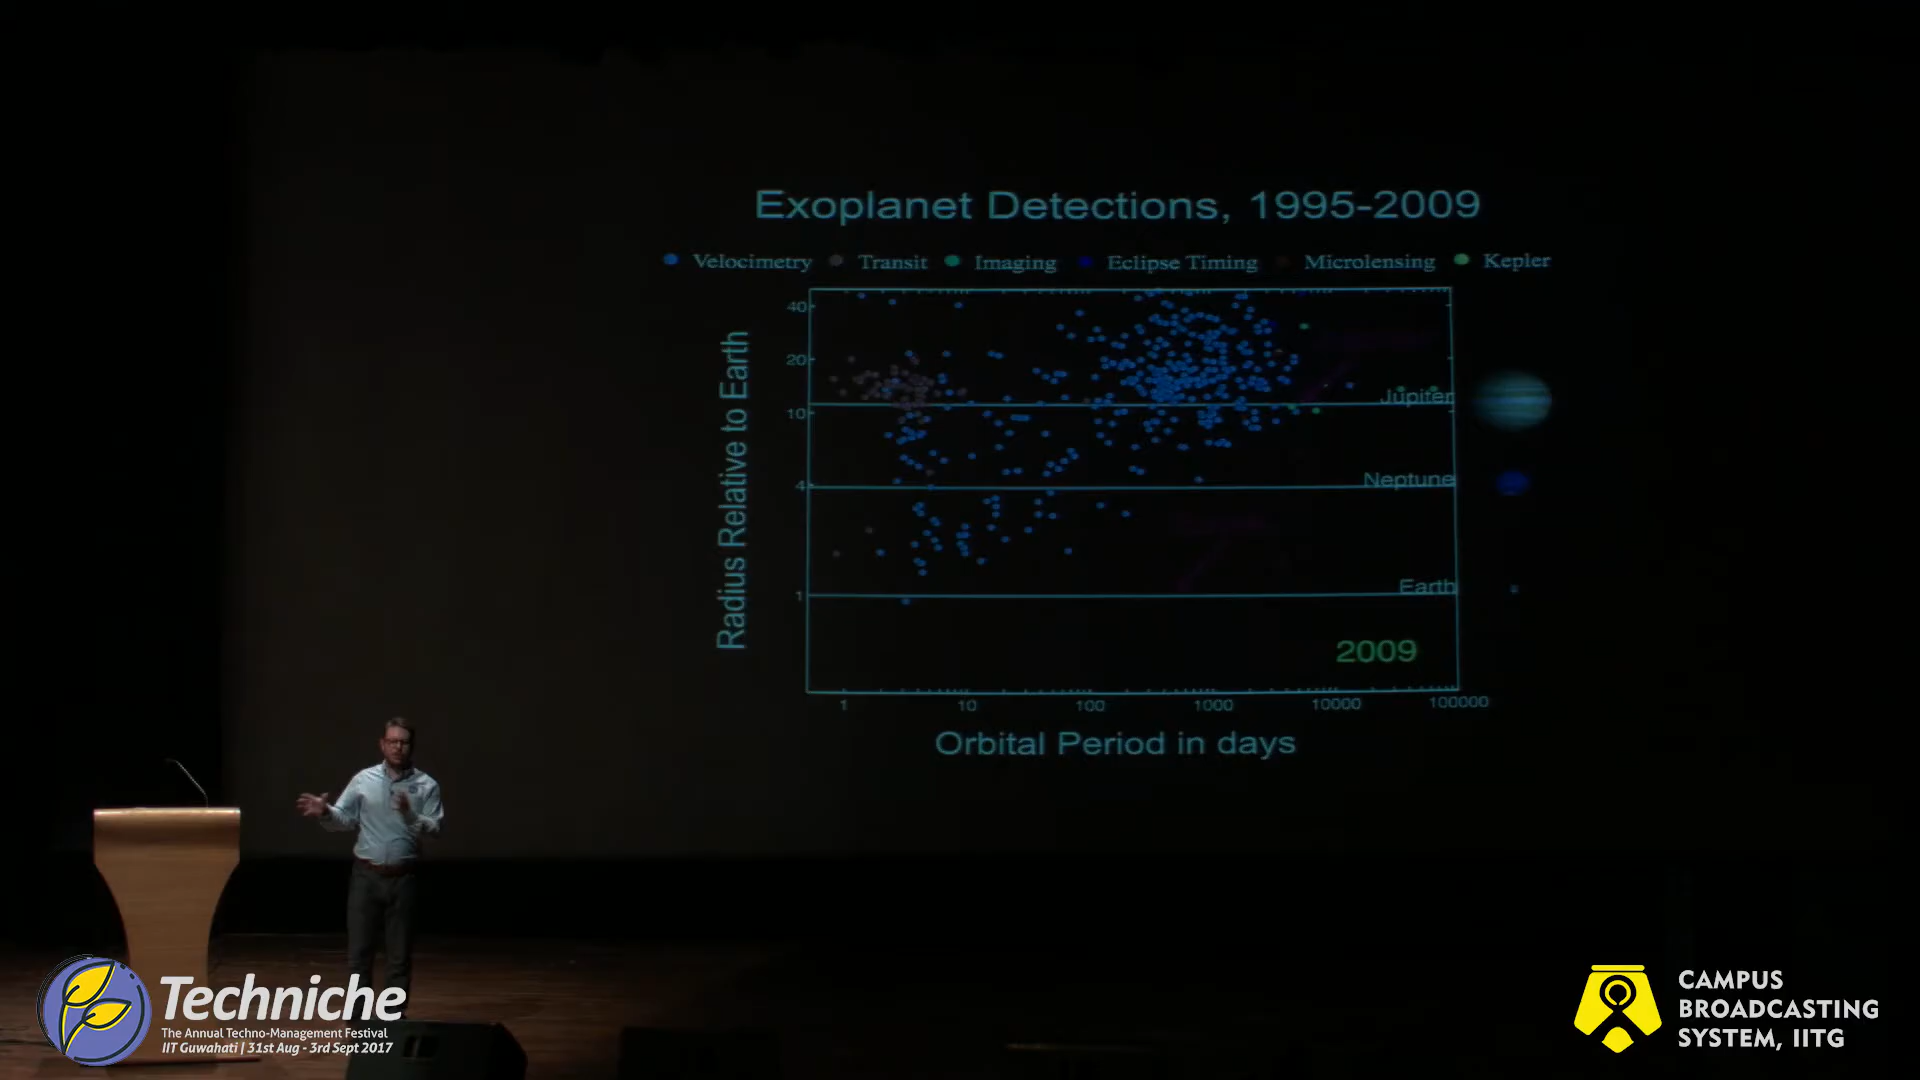 Exoplanet Detections, 1995-2009
Velocimetry Transit Imaging Eclipse Timing Microlensing Kepler
Radius Relative to Earth
40
20
10
4
1
Jupiter
Neptune
Earth
2009
1 10 100 1000 10000 100000
Orbital Period in days
Techniche
The Annual Techno-Management Festival
IIT Guwahati | 31st Aug - 3rd Sept 2017
CAMPUS
BROADCASTING
SYSTEM, IITG